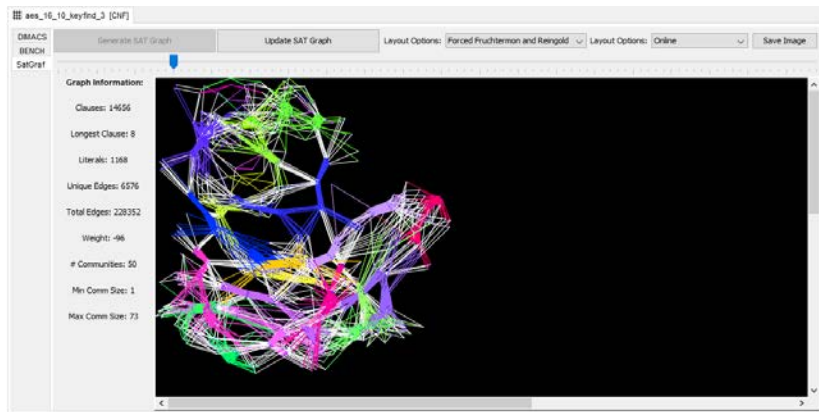 aes_16_10_keyfind_3 [CNF]
DIMACS
BENCH
SatGraf
Generate SAT Graph
Update SAT Graph
Layout Options: Forced Fruchtermon and Reingold
Layout Options: Online
Save Image
Graph Information:
Clauses: 14656
Longest Clause: 8
Literals: 1168
Unique Edges: 6576
Total Edges: 228352
Weight: -96
# Communities: 50
Min Comm Size: 1
Max Comm Size: 73